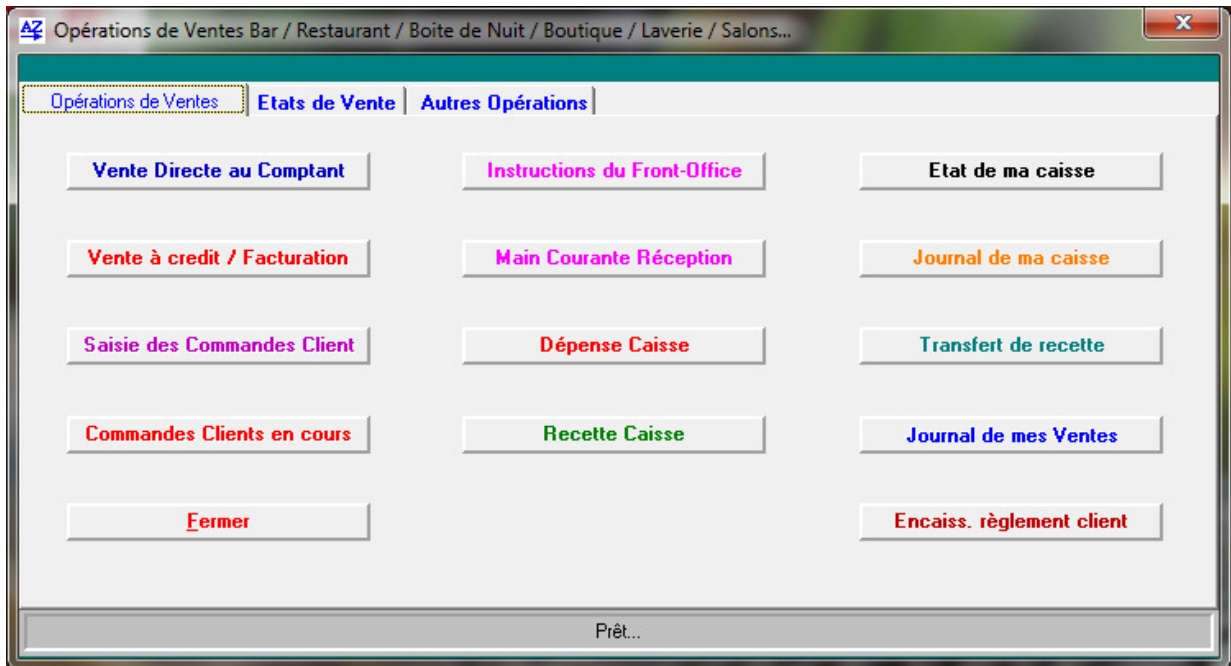 AZ Opérations de Ventes Bar / Restaurant / Boite de Nuit / Boutique / Laverie / Salons...
Opérations de Ventes Etats de Vente Autres Opérations
Vente Directe au Comptant Instructions du Front-Office Etat de ma caisse
Vente à credit / Facturation Main Courante Réception Journal de ma caisse
Saisie des Commandes Client Dépense Caisse Transfert de recette
Commandes Clients en cours Recette Caisse Journal de mes Ventes
Fermer Encaiss. règlement client
Prêt...